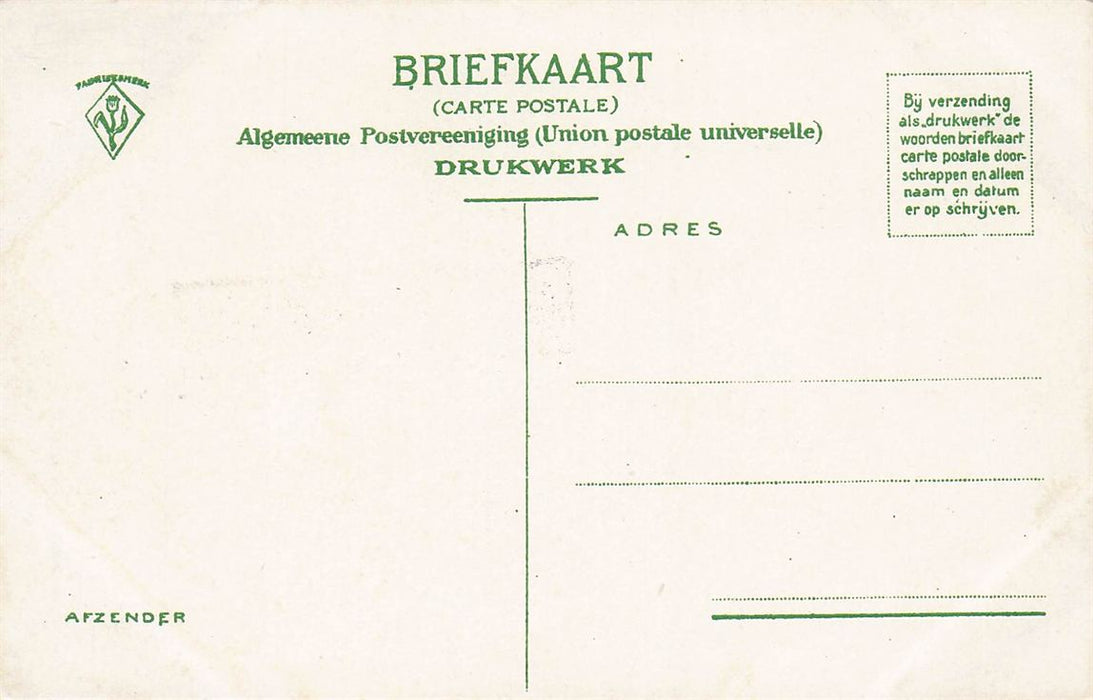 FABRIEKSMERK
BRIEFKAART
(CARTE POSTALE)
Algemeene Postvereeniging (Union postale universelle)
DRUKWERK
Bij verzending
als „drukwerk” de
woorden briefkaart
carte postale door-
schrappen en alleen
naam en datum
er op schrijven.
ADRES
AFZENDER